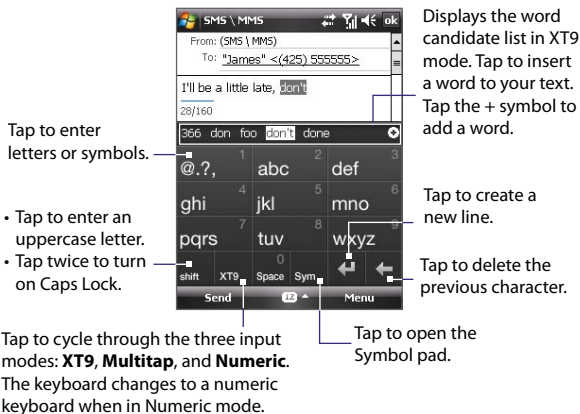 SMS \ MMS
ok
From: (SMS \ MMS)
To: "James" <(425) 555555>
I'll be a little late, don't
28/160
366 don foo don't done
1
@.?,
2
abc
3
def
4
ghi
5
jkl
6
mno
7
pqrs
8
tuv
9
wxyz
shift
XT9
0
Space
Sym
Send
12
Menu
Displays the word
candidate list in XT9
mode. Tap to insert
a word to your text.
Tap the + symbol to
add a word.
Tap to enter
letters or symbols.
• Tap to enter an
uppercase letter.
• Tap twice to turn
on Caps Lock.
Tap to create a
new line.
Tap to delete the
previous character.
Tap to cycle through the three input
modes: XT9, Multitap, and Numeric.
The keyboard changes to a numeric
keyboard when in Numeric mode.
Tap to open the
Symbol pad.